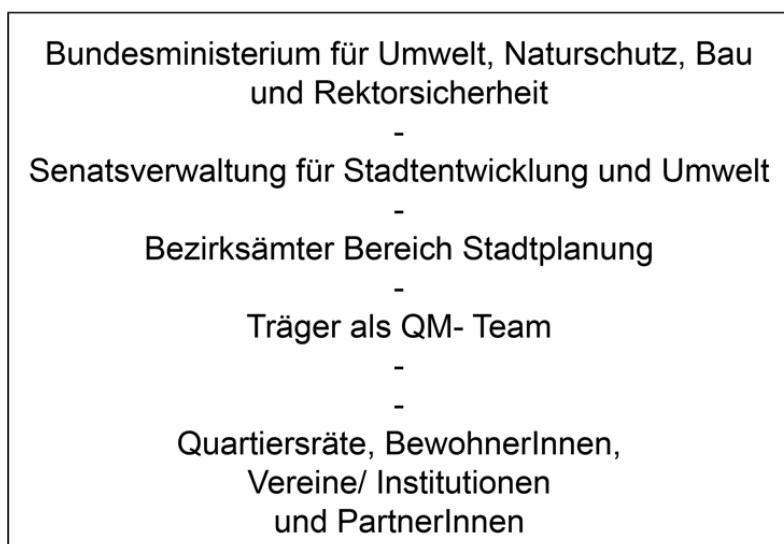 Bundesministerium für Umwelt, Naturschutz, Bau
und Rektorsicherheit
-
Senatsverwaltung für Stadtentwicklung und Umwelt
-
Bezirksämter Bereich Stadtplanung
-
Träger als QM- Team
-
-
Quartiersräte, BewohnerInnen,
Vereine/ Institutionen
und PartnerInnen